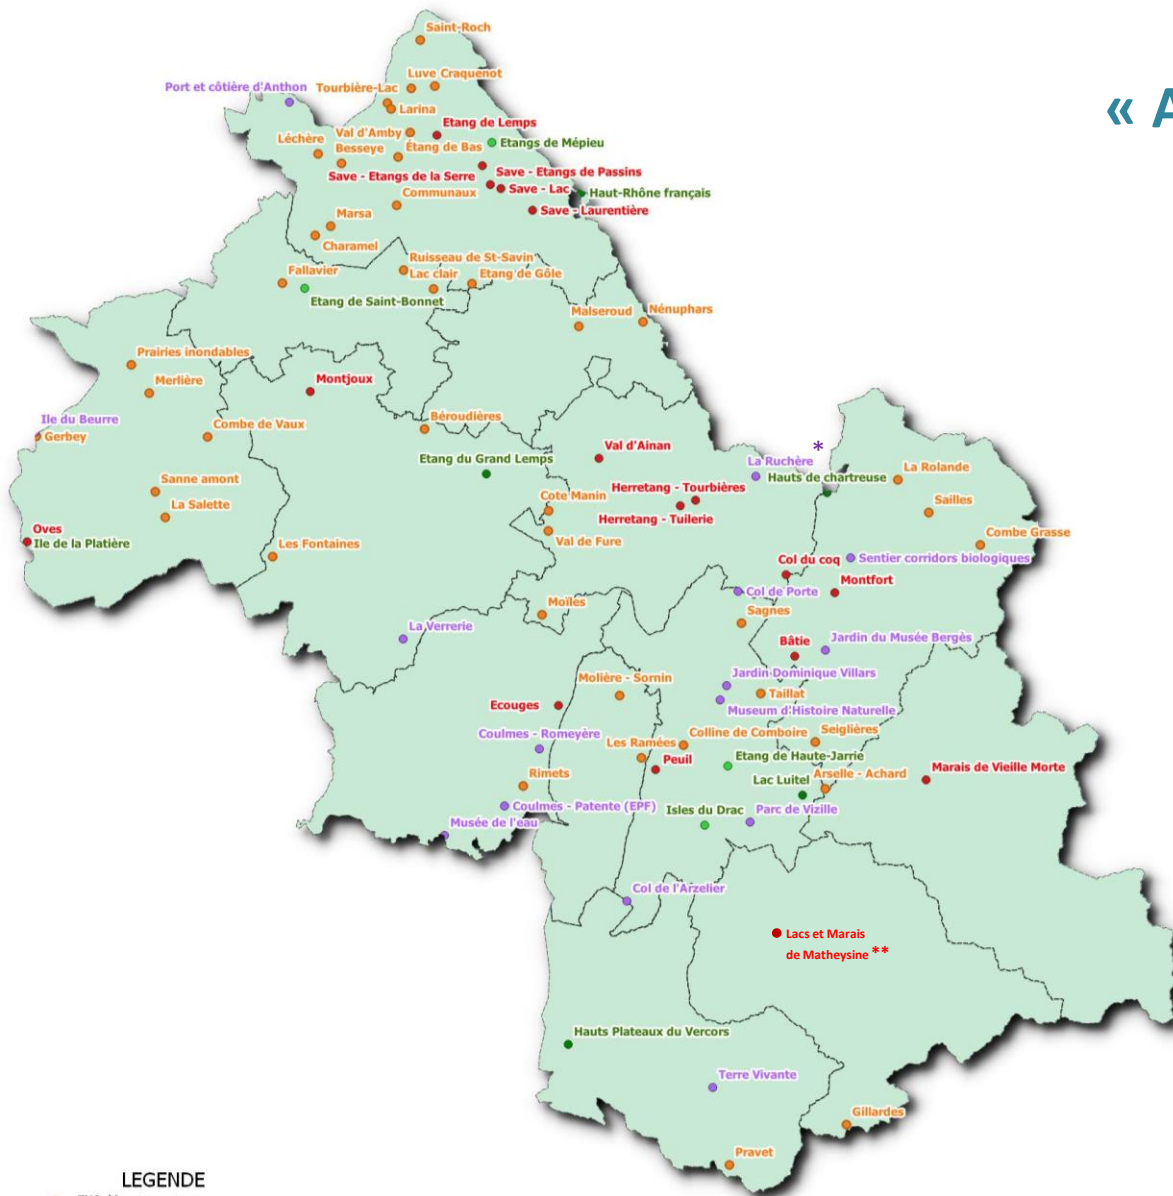 Saint-Roch
« A
Luve Craquenot
Port et côtière d'Anthon
Tourbière-Lac
Larina
Etang de Lemps
Val d'Amby
Léchère
Etangs de Mépieu
Étang de Bas
Besseye
Save - Etangs de Passins
Save - Etangs de la Serre
Save - Lac
Communaux
Haut-Rhône français
Save - Laurentière
Marsa
Charamel
Ruisseau de St-Savin
Fallavier
Lac clair
Etang de Gôle
Etang de Saint-Bonnet
Malseroud
Nénuphars
Prairies inondables
Merlière
Montjoux
Ile du Beurre
Béroudières
Gerbey
Combe de Vaux
Val d'Ainan
*
Etang du Grand Lemps
La Ruchère
La Rolande
Hauts de chartreuse
Sanne amont
Herretang - Tourbières
Cote Manin
Sailles
La Salette
Herretang - Tuilerie
Oves
Combe Grasse
Ile de la Platière
Val de Fure
Les Fontaines
Sentier corridors biologiques
Col du coq
Montfort
Col de Porte
Moïles
Sagnes
La Verrerie
Bâtie
Jardin du Musée Bergès
Jardin Dominique Villars
Molière - Sornin
Taillat
Ecouges
Museum d'Histoire Naturelle
Coulmes - Romeyère
Colline de Comboire
Seiglières
Les Ramées
Etang de Haute-Jarrie
Peuil
Marais de Vieille Morte
Rimets
Lac Luitel
Arselle - Achard
Coulmes - Patente (EPF)
Isles du Drac
Parc de Vizille
Musée de l'eau
Col de l'Arzelier
Lacs et Marais
de Matheysine **
Hauts Plateaux du Vercors
Terre Vivante
Gillardes
Pravet
LEGENDE